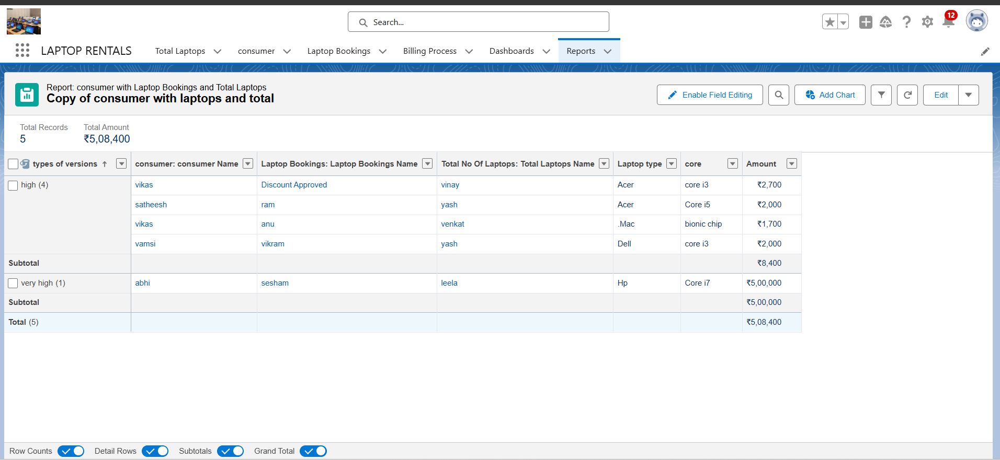 Search...
12
LAPTOP RENTALS Total Laptops consumer Laptop Bookings Billing Process Dashboards Reports
Report: consumer with Laptop Bookings and Total Laptops
Copy of consumer with laptops and total
Enable Field Editing Add Chart Edit
Total Records Total Amount
5 ₹5,08,400
types of versions ↑ consumer: consumer Name Laptop Bookings: Laptop Bookings Name Total No Of Laptops: Total Laptops Name Laptop type core Amount
high (4) vikas Discount Approved vinay Acer core i3 ₹2,700
satheesh ram yash Acer Core i5 ₹2,000
vikas anu venkat .Mac bionic chip ₹1,700
vamsi vikram yash Dell core i3 ₹2,000
Subtotal ₹8,400
very high (1) abhi sesham leela Hp Core i7 ₹5,00,000
Subtotal ₹5,00,000
Total (5) ₹5,08,400
Row Counts Detail Rows Subtotals Grand Total